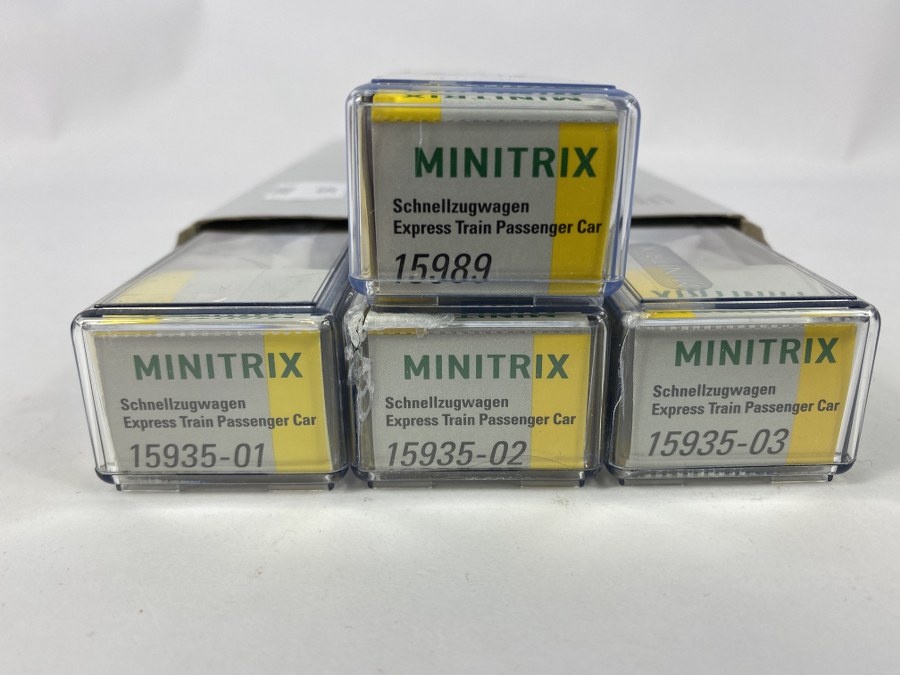 MINITRIX
MINITRIX
Schnellzugwagen
Express Train Passenger Car
15989
MINITRIX
Schnellzugwagen
Express Train Passenger Car
15935-01
MINITRIX
Schnellzugwagen
Express Train Passenger Car
15935-02
MINITRIX
Schnellzugwagen
Express Train Passenger Car
15935-03